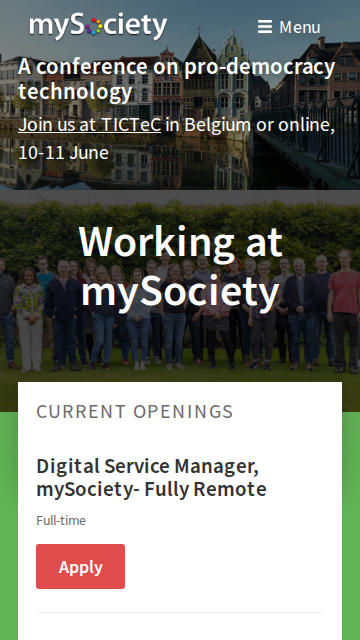 mySociety
Menu
A conference on pro-democracy
technology
Join us at TICTeC in Belgium or online,
10-11 June
Working at
mySociety
CURRENT OPENINGS
Digital Service Manager,
mySociety- Fully Remote
Full-time
Apply